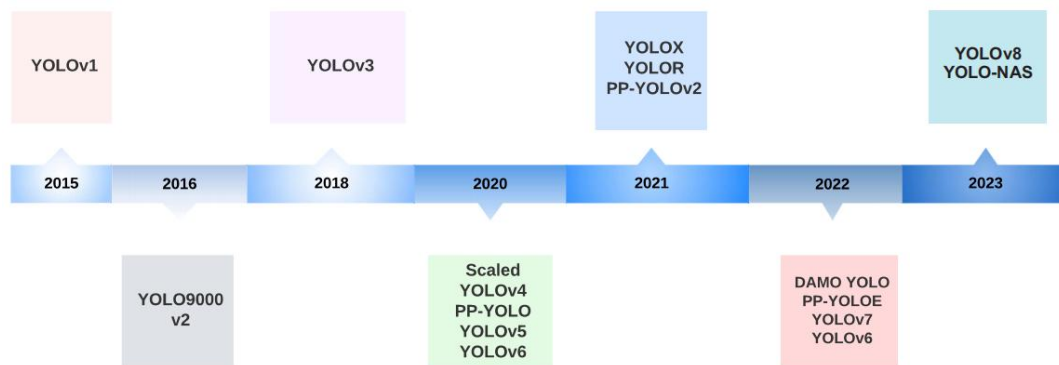 YOLOv1
YOLOv3
YOLOX
YOLOR
PP-YOLOv2
YOLOv8
YOLO-NAS
2015
2016
2018
2020
2021
2022
2023
YOLO9000
v2
Scaled
YOLOv4
PP-YOLO
YOLOv5
YOLOv6
DAMO YOLO
PP-YOLOE
YOLOv7
YOLOv6